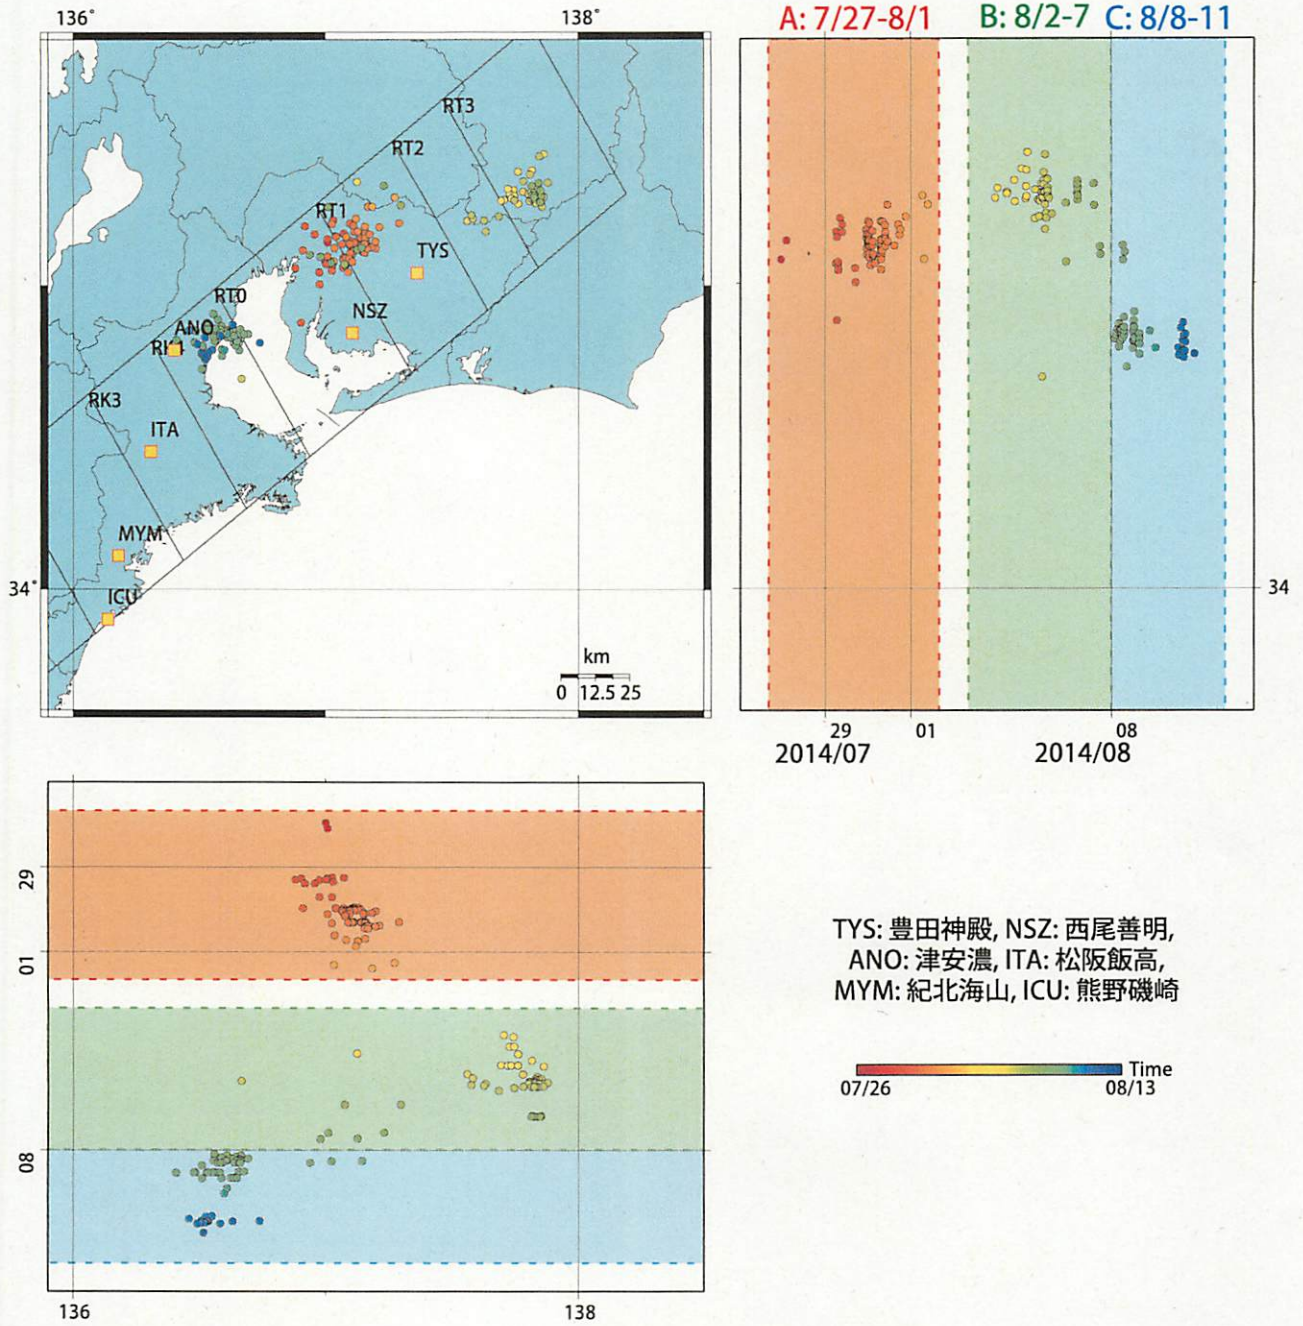 136°
138°
A: 7/27-8/1
B: 8/2-7
C: 8/8-11
RT3
RT2
RT1
TYS
RT0
NSZ
ANO
RK3
ITA
MYM
ICU
34°
km
0 12.5 25
34
29
01
08
2014/07
2014/08
29
01
08
136
138
TYS: 豊田神殿, NSZ: 西尾善明,
ANO: 津安濃, ITA: 松阪飯高,
MYM: 紀北海山, ICU: 熊野磯崎
Time
07/26
08/13